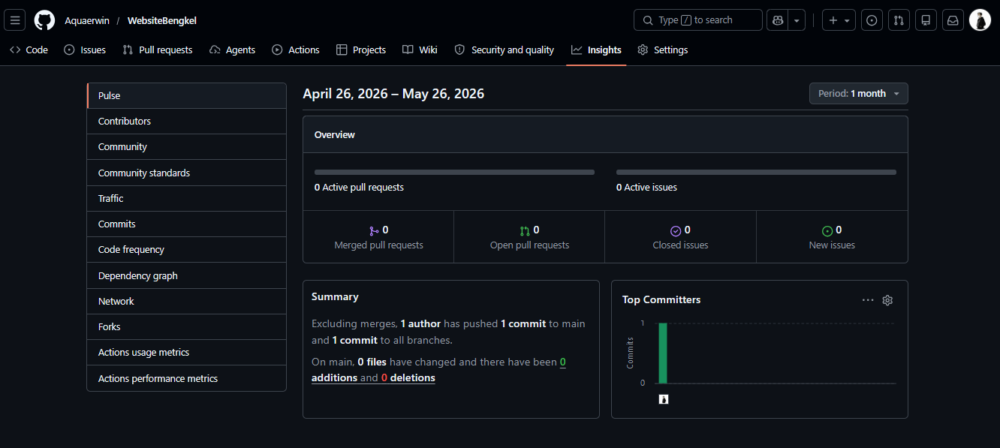 Aquaerwin / WebsiteBengkel
Type / to search
Code
Issues
Pull requests
Agents
Actions
Projects
Wiki
Security and quality
Insights
Settings
Pulse
Contributors
Community
Community standards
Traffic
Commits
Code frequency
Dependency graph
Network
Forks
Actions usage metrics
Actions performance metrics
April 26, 2026 – May 26, 2026
Period: 1 month
Overview
0 Active pull requests
0 Active issues
0
Merged pull requests
0
Open pull requests
0
Closed issues
0
New issues
Summary
Excluding merges, 1 author has pushed 1 commit to main
and 1 commit to all branches.
On main, 0 files have changed and there have been 0
additions and 0 deletions
Top Committers
Commits
1
0